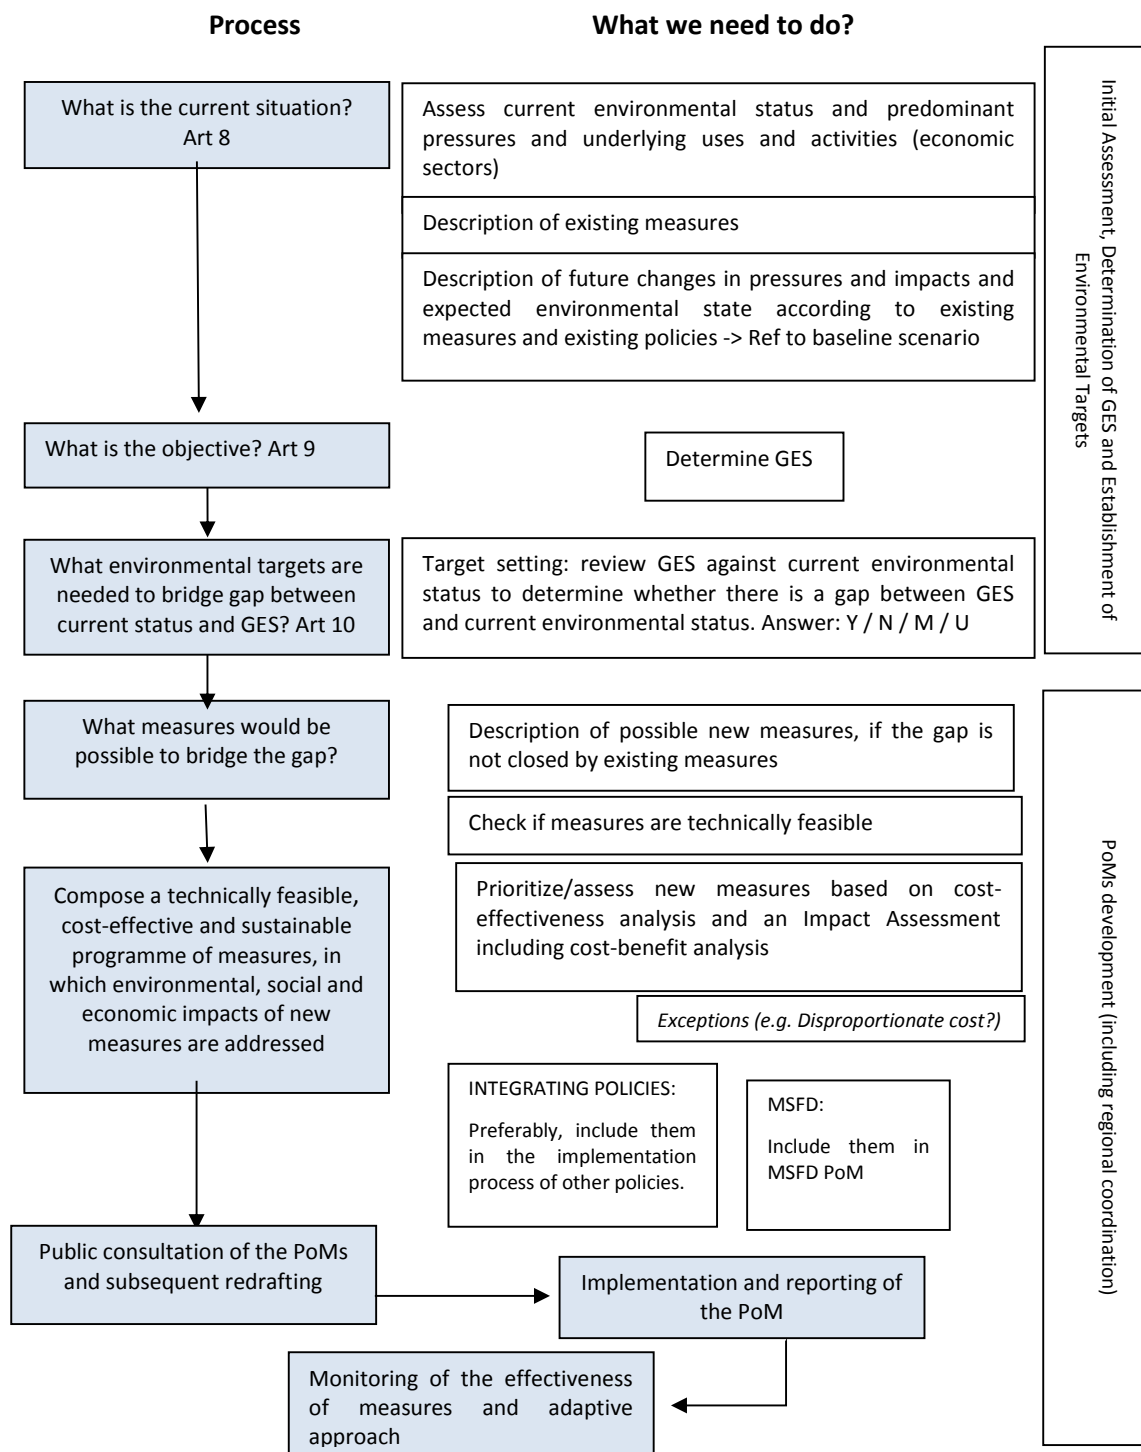 Process
What we need to do?
What is the current situation?
Art 8
Assess current environmental status and predominant
pressures and underlying uses and activities (economic
sectors)
Description of existing measures
Description of future changes in pressures and impacts and
expected environmental state according to existing
measures and existing policies -> Ref to baseline scenario
Initial Assessment, Determination of GES and Establishment of
Environmental Targets
What is the objective? Art 9
Determine GES
What environmental targets are
needed to bridge gap between
current status and GES? Art 10
Target setting: review GES against current environmental
status to determine whether there is a gap between GES
and current environmental status. Answer: Y / N / M / U
What measures would be
possible to bridge the gap?
Description of possible new measures, if the gap is
not closed by existing measures
Check if measures are technically feasible
Compose a technically feasible,
cost-effective and sustainable
programme of measures, in
which environmental, social and
economic impacts of new
measures are addressed
Prioritize/assess new measures based on cost-
effectiveness analysis and an Impact Assessment
including cost-benefit analysis
Exceptions (e.g. Disproportionate cost?)
INTEGRATING POLICIES:
Preferably, include them
in the implementation
process of other policies.
MSFD:
Include them in
MSFD PoM
PoMs development (including regional coordination)
Public consultation of the PoMs
and subsequent redrafting
Implementation and reporting of
the PoM
Monitoring of the effectiveness
of measures and adaptive
approach